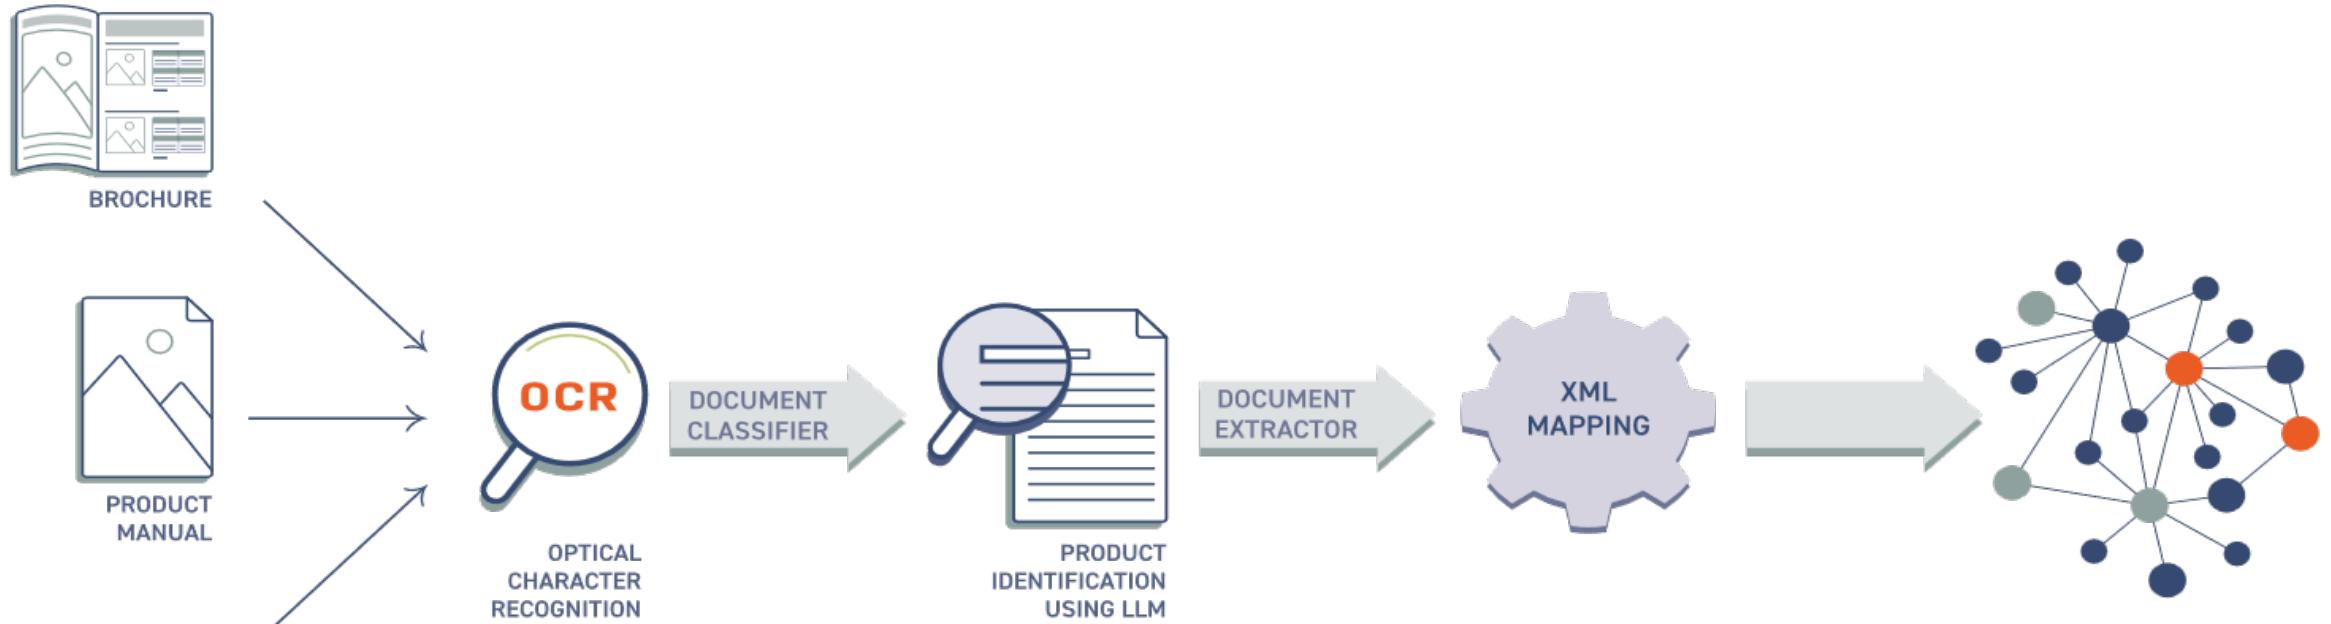 BROCHURE
PRODUCT
MANUAL
OCR
OPTICAL
CHARACTER
RECOGNITION
DOCUMENT
CLASSIFIER
PRODUCT
IDENTIFICATION
USING LLM
DOCUMENT
EXTRACTOR
XML
MAPPING